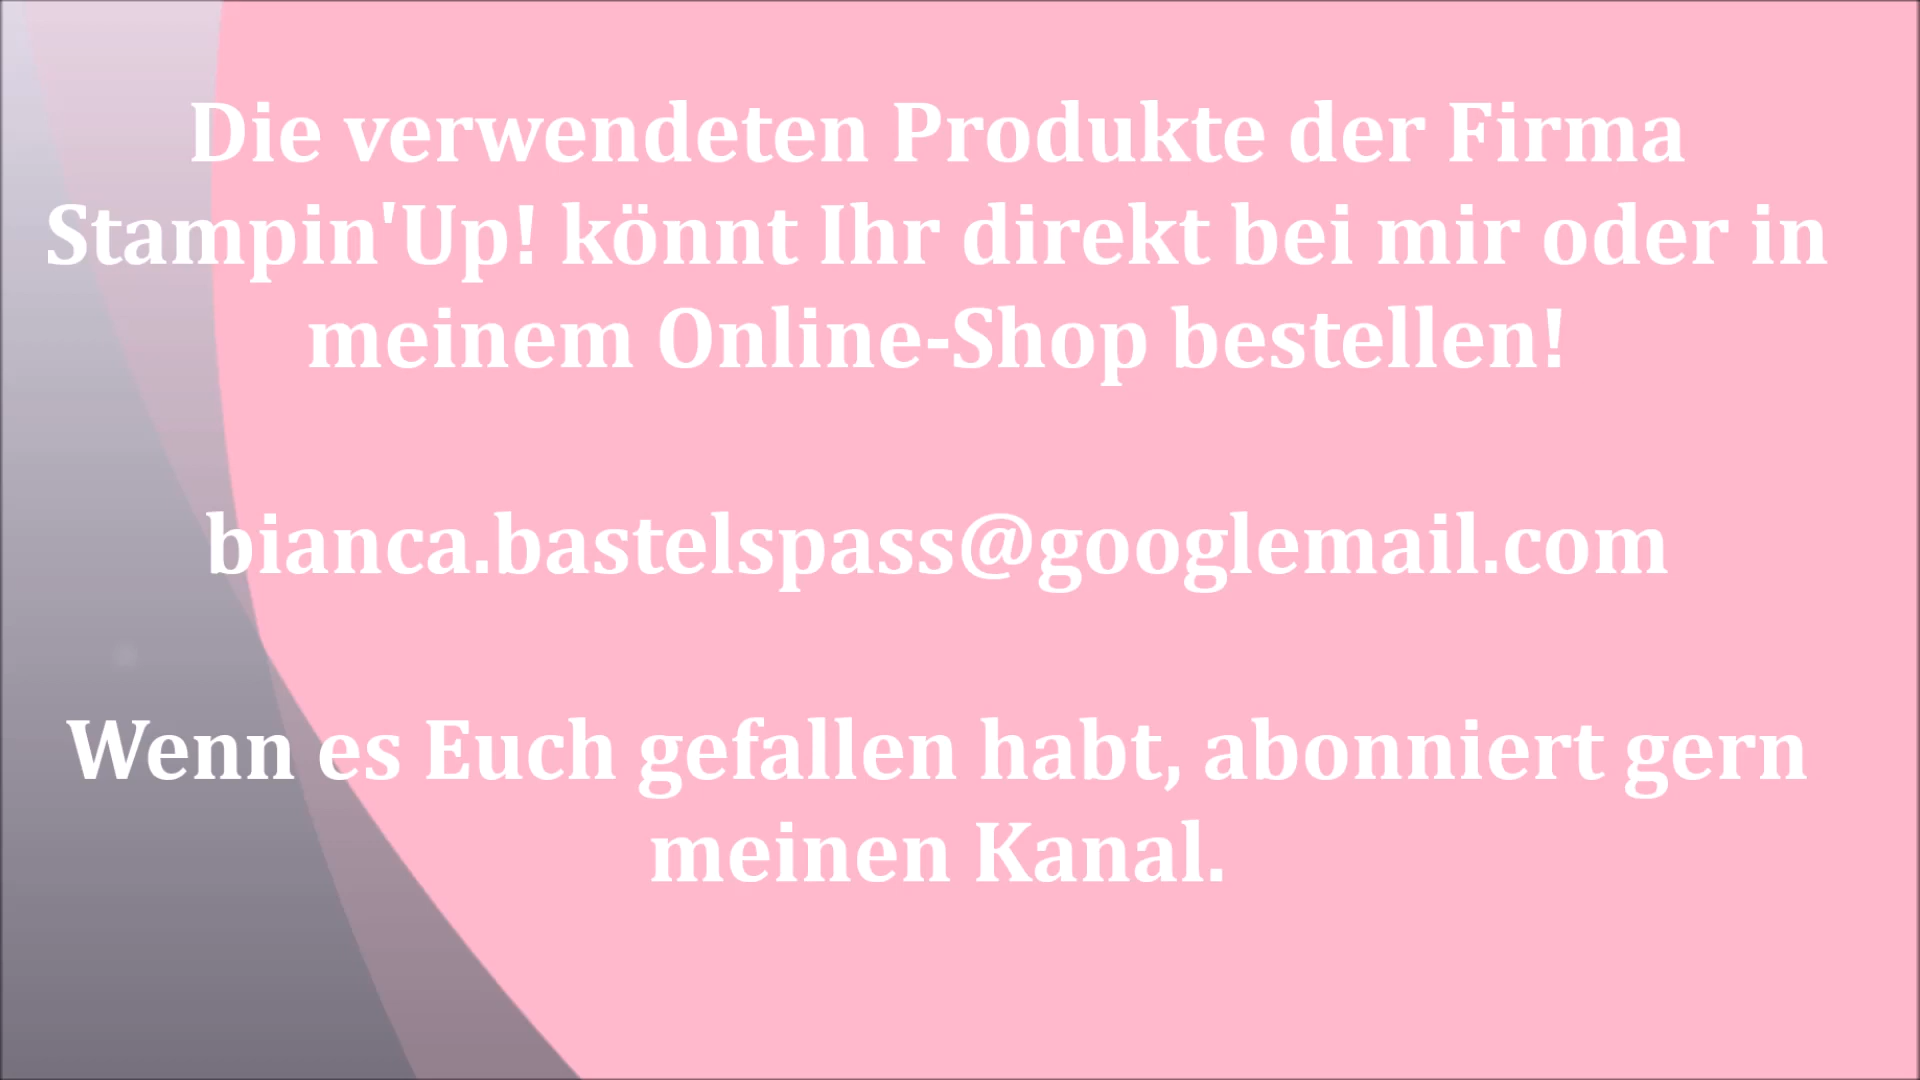 Die verwendeten Produkte der Firma
Stampin'Up! könnt Ihr direkt bei mir oder in
meinem Online-Shop bestellen!
bianca.bastelspass@googlemail.com
Wenn es Euch gefallen habt, abonniert gern
meinen Kanal.